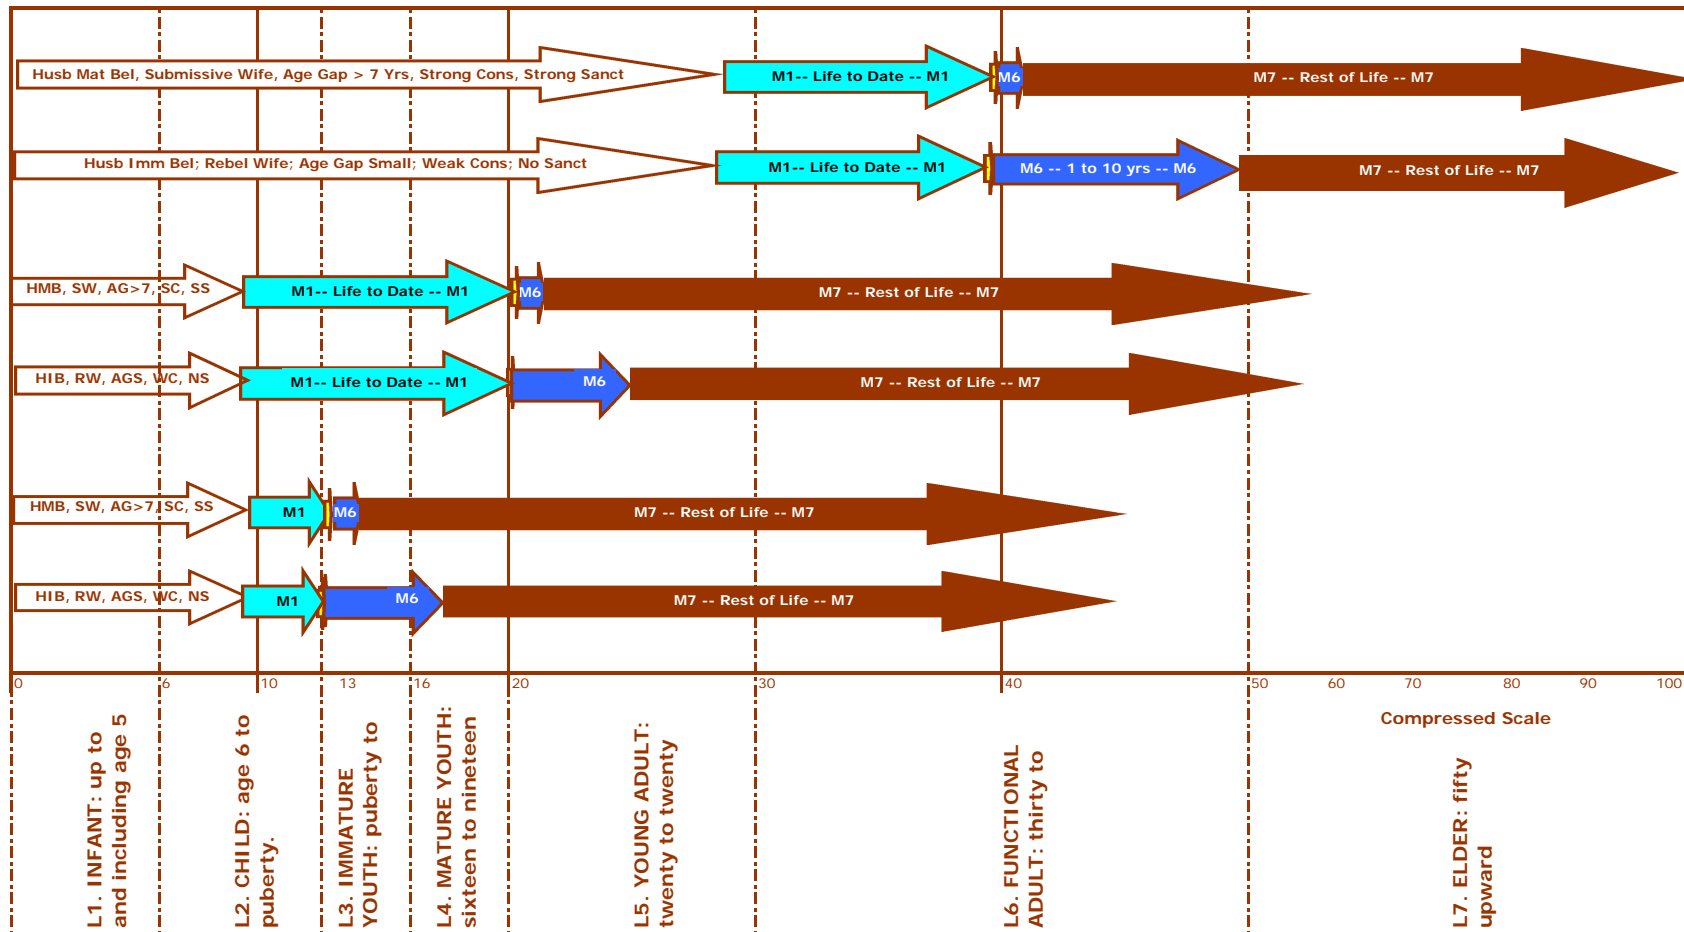 Husb Mat Bel, Submissive Wife, Age Gap > 7 Yrs, Strong Cons, Strong Sanct
M1-- Life to Date -- M1
M6
M7 -- Rest of Life -- M7
Husb Imm Bel; Rebel Wife; Age Gap Small; Weak Cons; No Sanct
M1-- Life to Date -- M1
M6 -- 1 to 10 yrs -- M6
M7 -- Rest of Life -- M7
HMB, SW, AG>7, SC, SS
M1-- Life to Date -- M1
M6
M7 -- Rest of Life -- M7
HIB, RW, AGS, WC, NS
M1-- Life to Date -- M1
M6
M7 -- Rest of Life -- M7
HMB, SW, AG>7, SC, SS
M1
M6
M7 -- Rest of Life -- M7
HIB, RW, AGS, WC, NS
M1
M6
M7 -- Rest of Life -- M7
0 6 10 13 16 20 30 40 50 60 70 80 90 100
Compressed Scale
L1. INFANT: up to
and including age 5
L2. CHILD: age 6 to
puberty.
L3. IMMATURE
YOUTH: puberty to
L4. MATURE YOUTH:
sixteen to nineteen
L5. YOUNG ADULT:
twenty to twenty
L6. FUNCTIONAL
ADULT: thirty to
L7. ELDER: fifty
upward